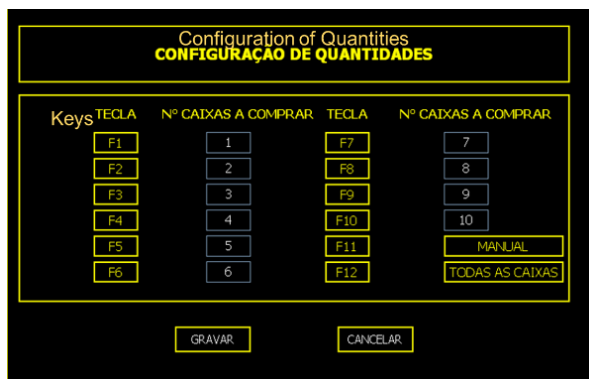 Configuration of Quantities
CONFIGURAÇÃO DE QUANTIDADES
Keys TECLA Nº CAIXAS A COMPRAR TECLA Nº CAIXAS A COMPRAR
F1 1 F7 7
F2 2 F8 8
F3 3 F9 9
F4 4 F10 10
F5 5 F11 MANUAL
F6 6 F12 TODAS AS CAIXAS
GRAVAR CANCELAR